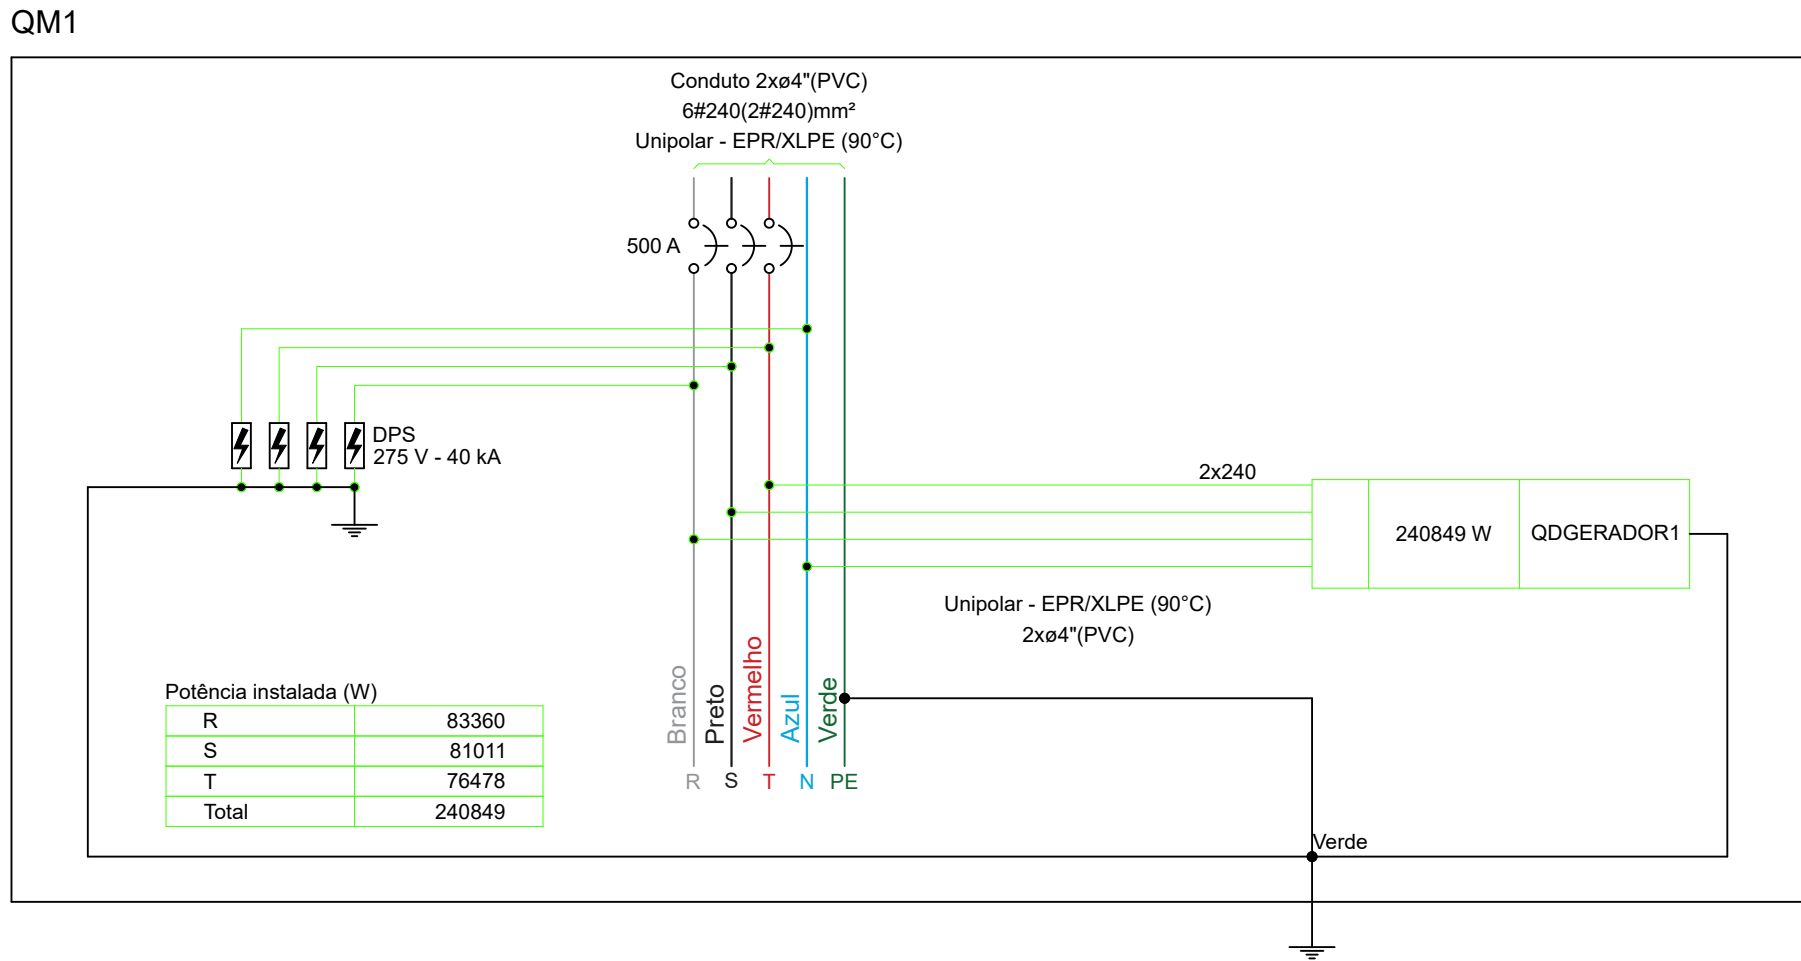 QM1
Conduto 2xø4"(PVC)
6#240(2#240)mm²
Unipolar - EPR/XLPE (90°C)
500 A
DPS
275 V - 40 kA
2x240
240849 W
QDGERADOR1
Unipolar - EPR/XLPE (90°C)
2xø4"(PVC)
Potência instalada (W)
R 83360
S 81011
T 76478
Total 240849
Branco
Preto
Vermelho
Azul
Verde
R S T N PE
Verde